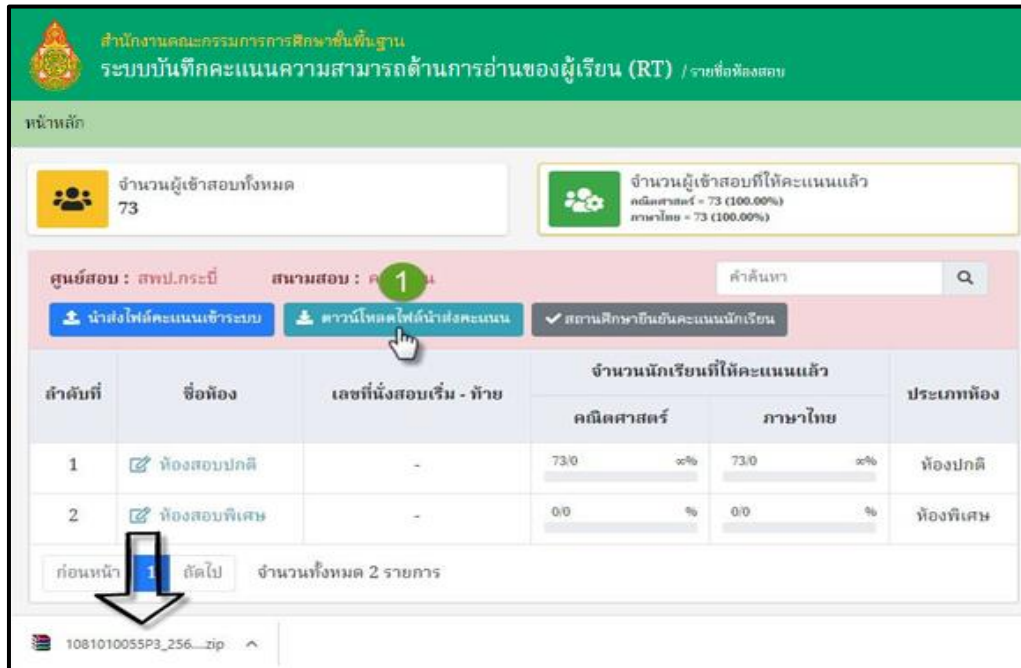 สำนักงานคณะกรรมการการศึกษาขั้นพื้นฐาน
ระบบบันทึกคะแนนความสามารถด้านการอ่านของผู้เรียน (RT) / รายชื่อห้องสอบ
หน้าหลัก
จำนวนผู้เข้าสอบทั้งหมด
73
จำนวนผู้เข้าสอบที่ให้คะแนนแล้ว
คณิตศาสตร์ = 73 (100.00%)
ภาษาไทย = 73 (100.00%)
ศูนย์สอบ : สพป.กระบี่ สนามสอบ : 1 คำค้นหา
นำส่งไฟล์คะแนนเข้าระบบ ดาวน์โหลดไฟล์นำส่งคะแนน สถานศึกษายืนยันคะแนนนักเรียน
ลำดับที่ ชื่อห้อง เลขที่นั่งสอบเริ่ม - ท้าย จำนวนนักเรียนที่ให้คะแนนแล้ว ประเภทห้อง
คณิตศาสตร์ ภาษาไทย
1 ห้องสอบปกติ - 73/0 ∞% 73/0 ∞% ห้องปกติ
2 ห้องสอบพิเศษ - 0/0 % 0/0 % ห้องพิเศษ
ก่อนหน้า 1 ถัดไป จำนวนทั้งหมด 2 รายการ
1081010055P3_256....zip